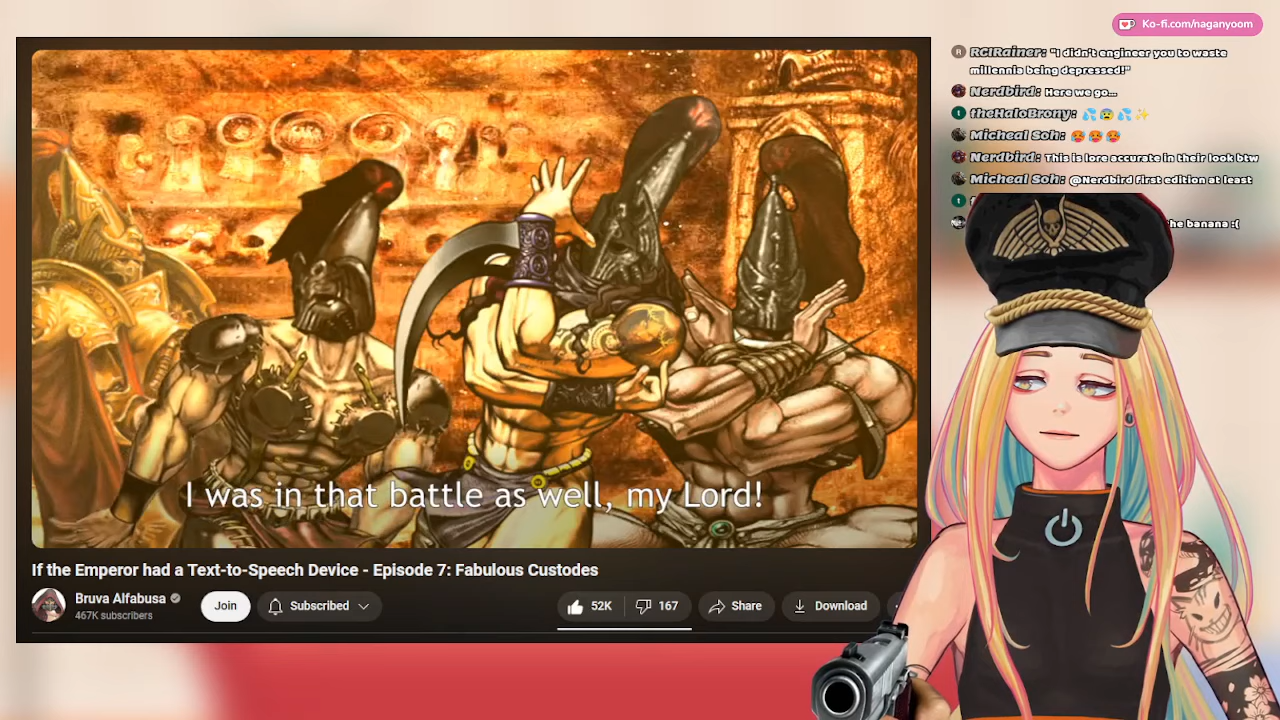 Ko-fi.com/naganyoom
RCIRainer: "I didn't engineer you to waste
millennia being depressed!"
Nerdbird: Here we go...
theHaloBrony:
Micheal Soh:
Nerdbird: This is lore accurate in their look btw
Micheal Soh: @Nerdbird first edition at least
he banana :(
I was in that battle as well, my Lord!
If the Emperor had a Text-to-Speech Device - Episode 7: Fabulous Custodes
Bruva Alfabusa
467K subscribers
Join
Subscribed
52K
167
Share
Download